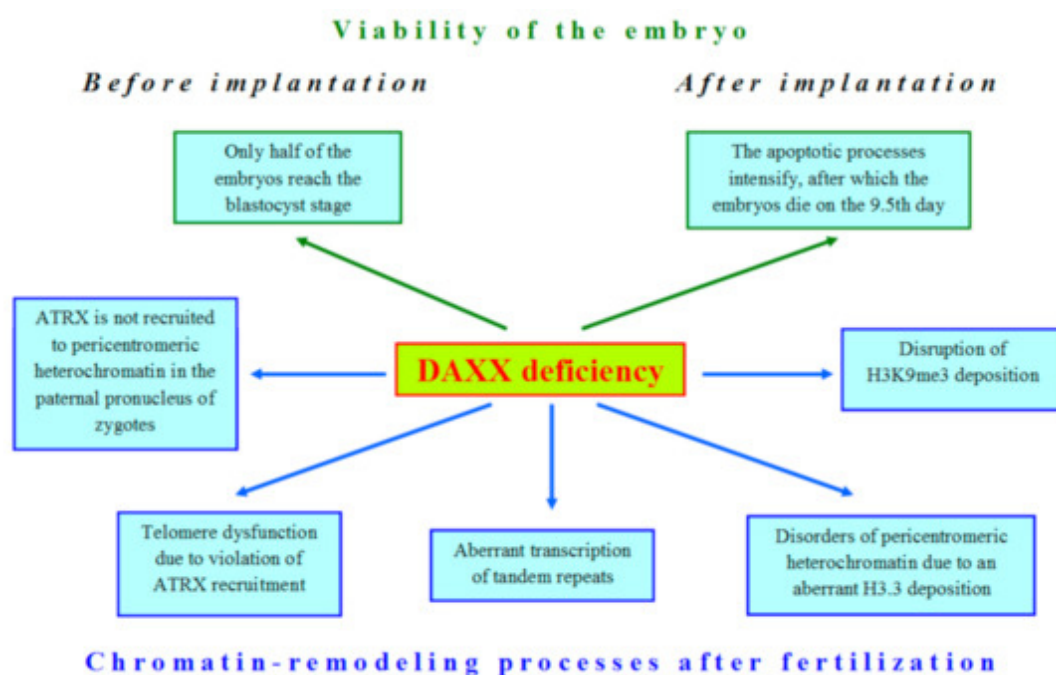 Viability of the embryo
Before implantation
After implantation
Only half of the
embryos reach the
blastocyst stage
The apoptotic processes
intensify, after which the
embryos die on the 9.5th day
ATRX is not recruited
to pericentromeric
heterochromatin in the
paternal pronucleus of
zygotes
DAXX deficiency
Disruption of
H3K9me3 deposition
Telomere dysfunction
due to violation of
ATRX recruitment
Aberrant transcription
of tandem repeats
Disorders of pericentromeric
heterochromatin due to an
aberrant H3.3 deposition
Chromatin-remodeling processes after fertilization